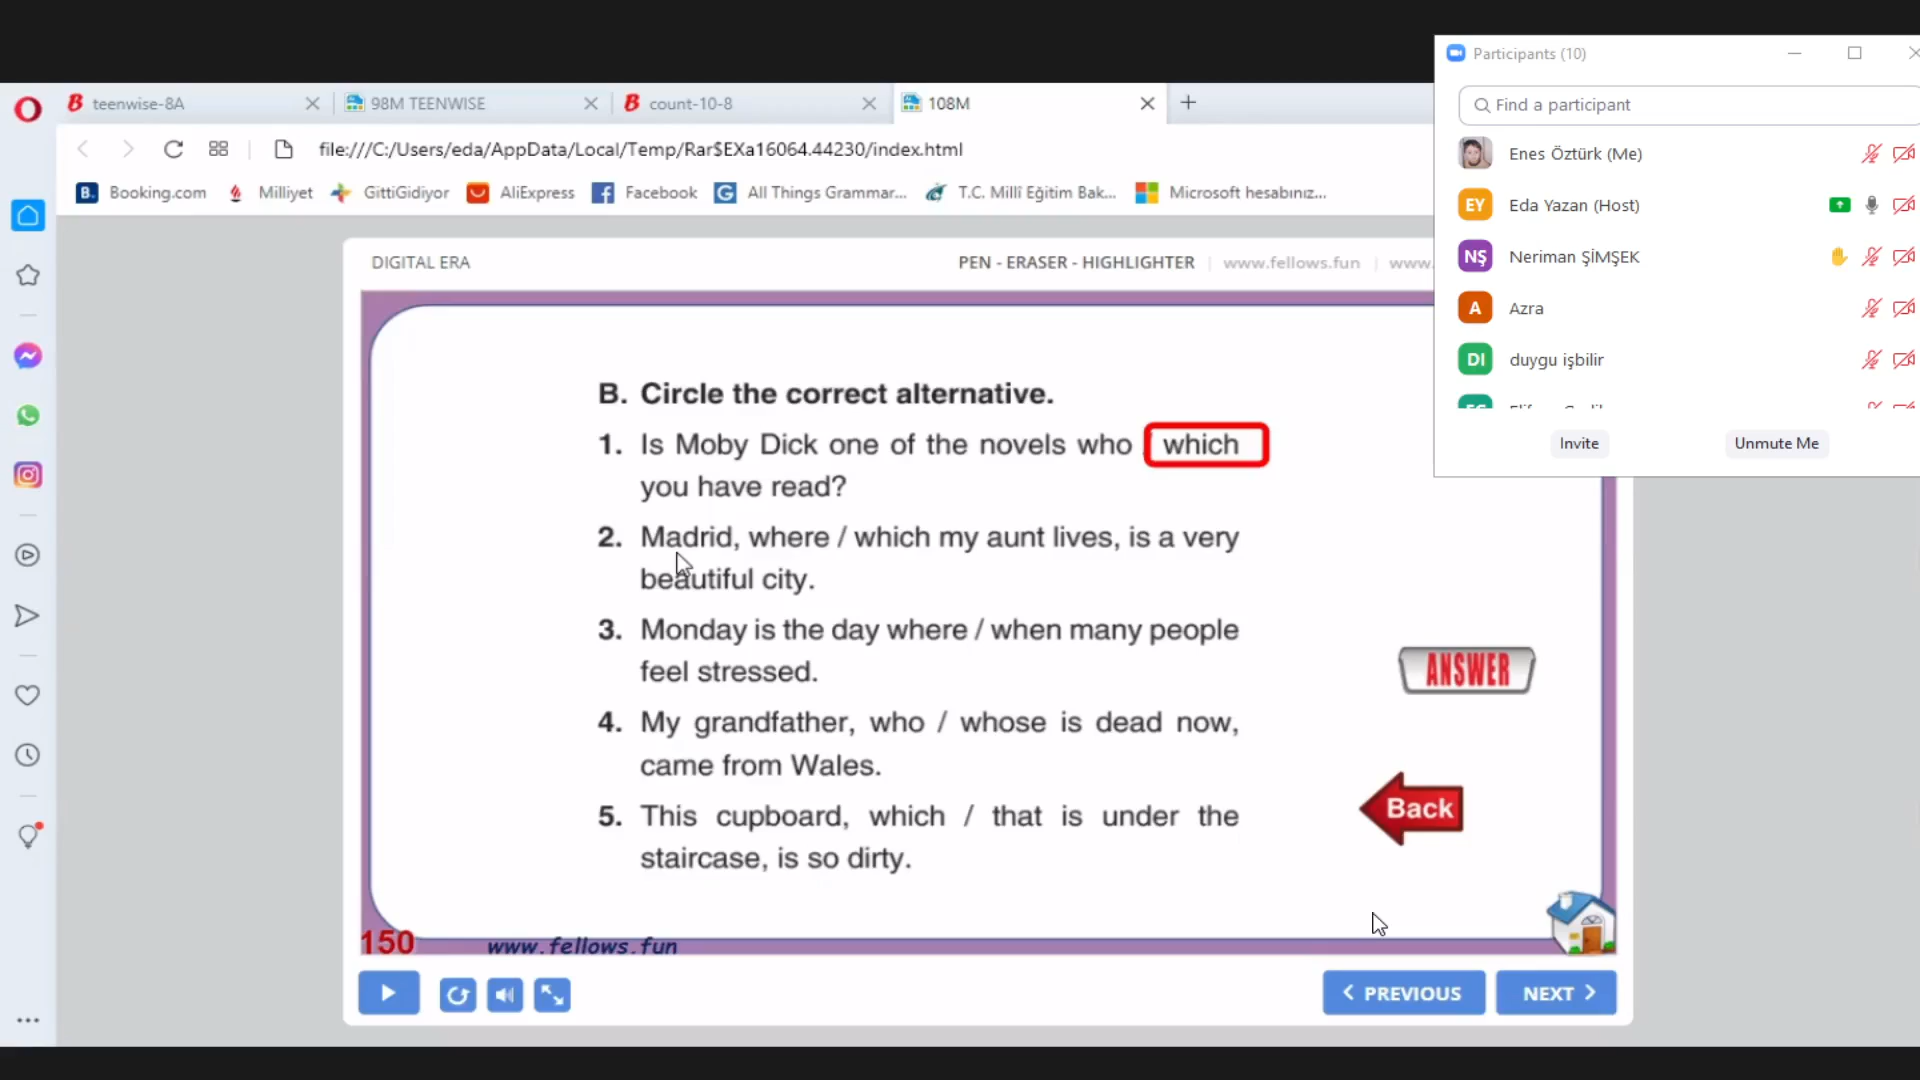 Participants (10)
teenwise-8A
98M TEENWISE
count-10-8
108M
Find a participant
file:///C:/Users/eda/AppData/Local/Temp/Rar$EXa16064.44230/index.html
Enes Öztürk (Me)
Booking.com
Milliyet
GittiGidiyor
AliExpress
Facebook
All Things Grammar...
T.C. Millî Eğitim Bak...
Microsoft hesabınız...
EY Eda Yazan (Host)
NŞ Neriman ŞİMŞEK
A Azra
DI duygu işbilir
Invite
Unmute Me
DIGITAL ERA
PEN - ERASER - HIGHLIGHTER | www.fellows.fun | www.
B. Circle the correct alternative.
1. Is Moby Dick one of the novels who which
you have read?
2. Madrid, where / which my aunt lives, is a very
beautiful city.
3. Monday is the day where / when many people
feel stressed.
4. My grandfather, who / whose is dead now,
came from Wales.
5. This cupboard, which / that is under the
staircase, is so dirty.
ANSWER
Back
150
www.fellows.fun
PREVIOUS
NEXT